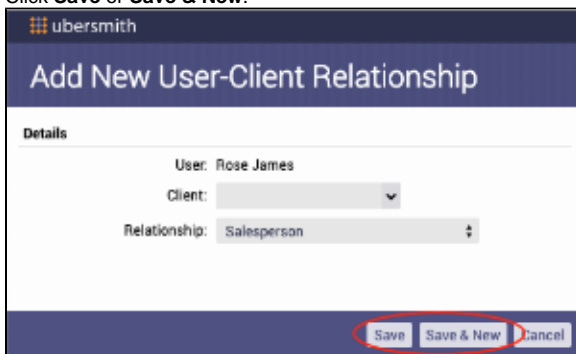 Click Save or Save & New.
ubersmith
Add New User-Client Relationship
Details
User: Rose James
Client:
Relationship: Salesperson
Save Save & New Cancel